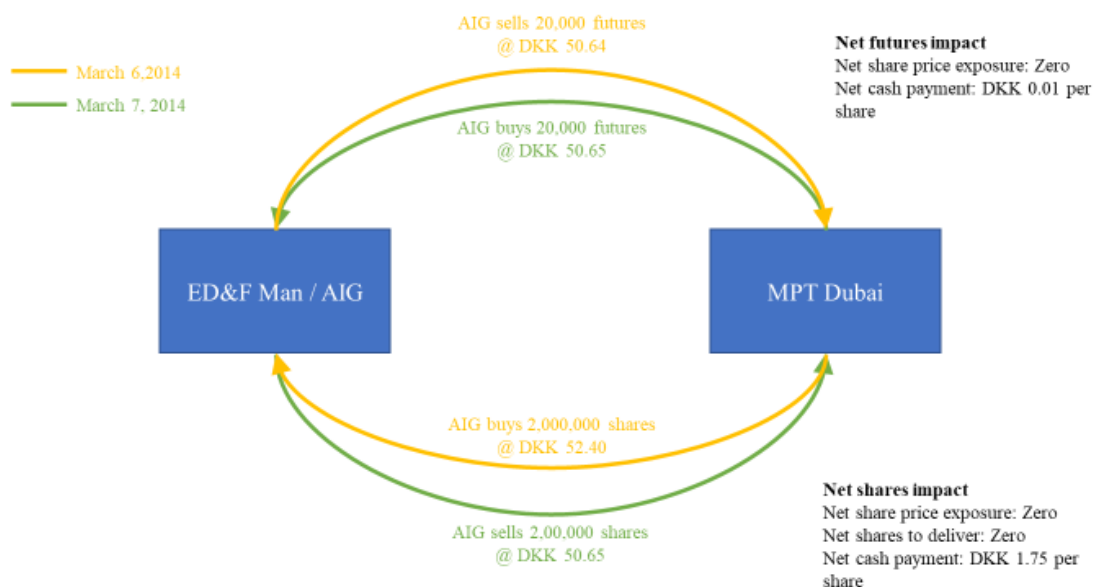 AIG sells 20,000 futures
@ DKK 50.64
Net futures impact
Net share price exposure: Zero
Net cash payment: DKK 0.01 per
share
March 6,2014
March 7, 2014
AIG buys 20,000 futures
@ DKK 50.65
ED&F Man / AIG
MPT Dubai
AIG buys 2,000,000 shares
@ DKK 52.40
AIG sells 2,00,000 shares
@ DKK 50.65
Net shares impact
Net share price exposure: Zero
Net shares to deliver: Zero
Net cash payment: DKK 1.75 per
share